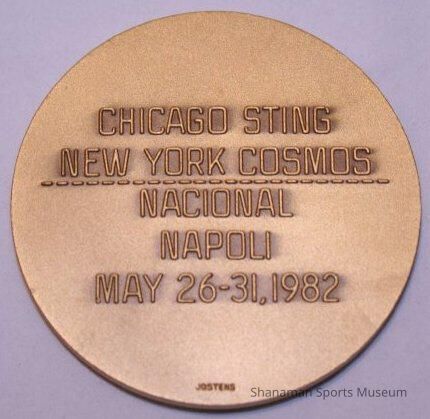 CHICAGO STING
NEW YORK COSMOS
NACIONAL
NAPOLI
MAY 26-31, 1982
JOSTENS
Shanaman Sports Museum